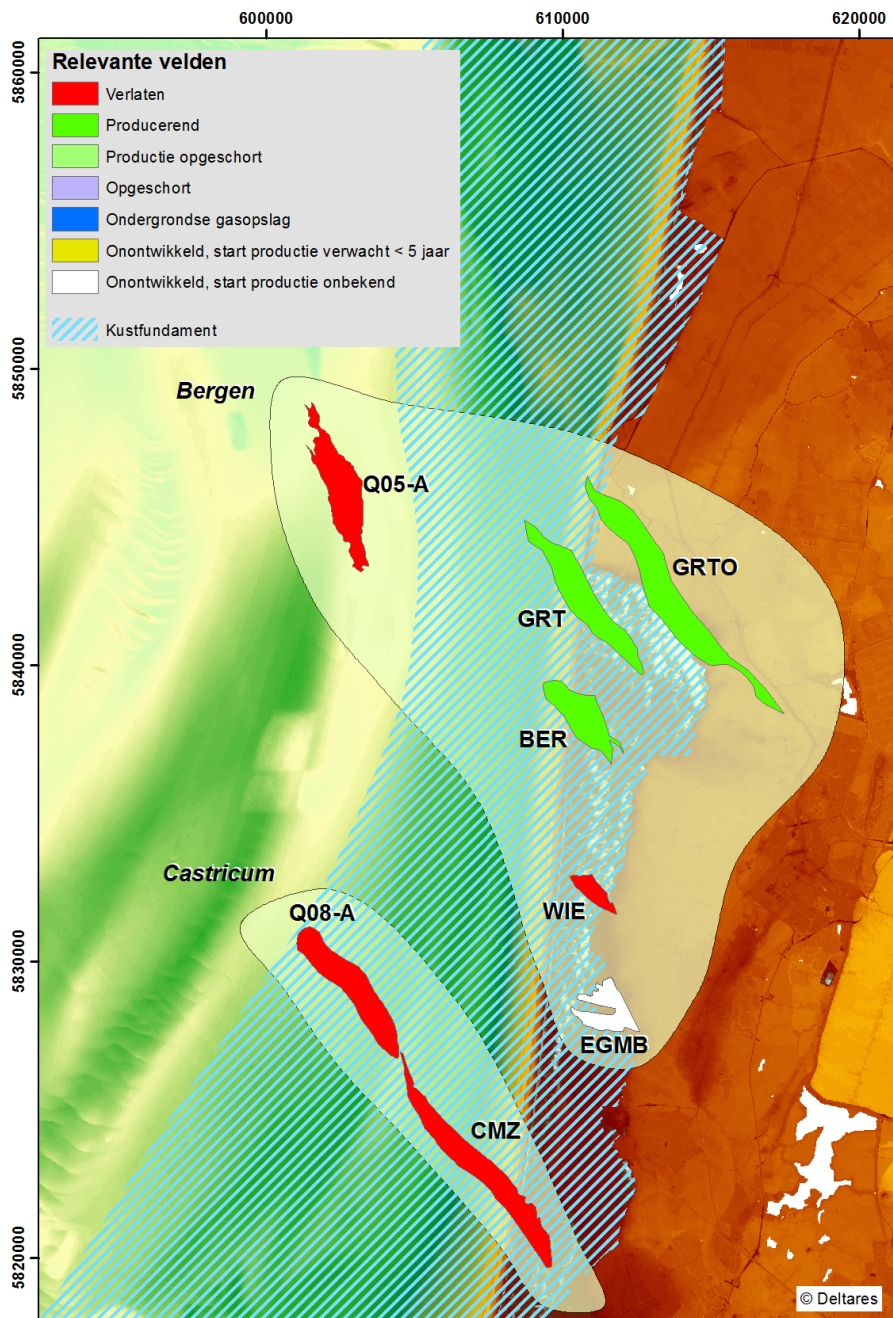 600000
610000
620000
5860000
5850000
5840000
5830000
5820000
Relevante velden
Verlaten
Producerend
Productie opgeschort
Opgeschort
Ondergrondse gasopslag
Onontwikkeld, start productie verwacht < 5 jaar
Onontwikkeld, start productie onbekend
Kustfundament
Bergen
Q05-A
GRTO
GRT
BER
Castricum
Q08-A
WIE
EGMB
CMZ
© Deltares